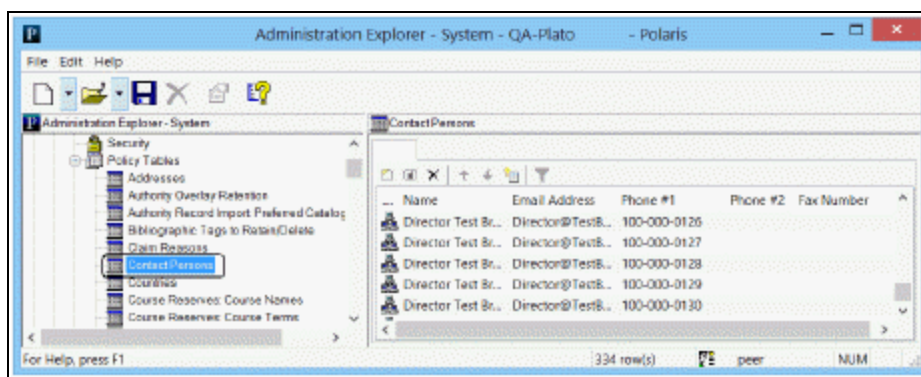 Administration Explorer - System - QA-Plato - Polaris
File Edit Help
Administration Explorer - System
ContactPersons
Security
Policy Tables
Addresses
Authority Overlay Retention
Authority Record Import Preferred Catalog
Bibliographic Tags to Retain/Delete
Claim Reasons
Contact Persons
Countries
Course Reserves: Course Names
Course Reserves: Course Terms
... Name Email Address Phone #1 Phone #2 Fax Number
Director Test Br... Director@TestB... 100-000-0126
Director Test Br... Director@TestB... 100-000-0127
Director Test Br... Director@TestB... 100-000-0128
Director Test Br... Director@TestB... 100-000-0129
Director Test Br... Director@TestB... 100-000-0130
For Help, press F1
334 row(s) peer NUM